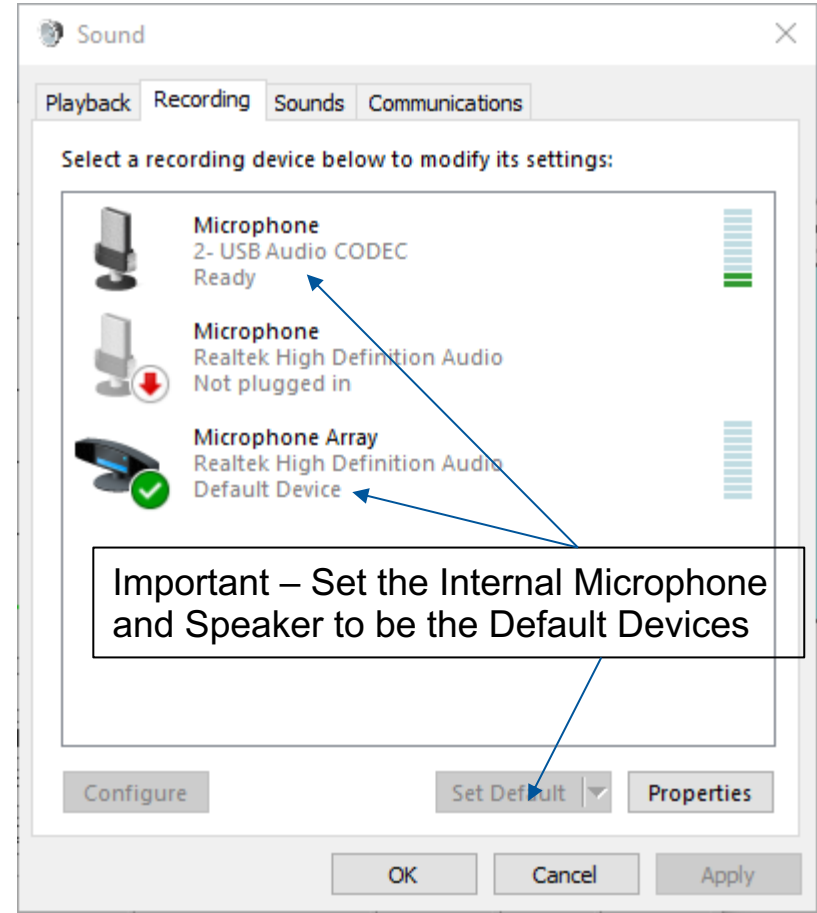 Sound
Playback Recording Sounds Communications
Select a recording device below to modify its settings:
Microphone
2- USB Audio CODEC
Ready
Microphone
Realtek High Definition Audio
Not plugged in
Microphone Array
Realtek High Definition Audio
Default Device
Important – Set the Internal Microphone
and Speaker to be the Default Devices
Configure Set Default Properties
OK Cancel Apply